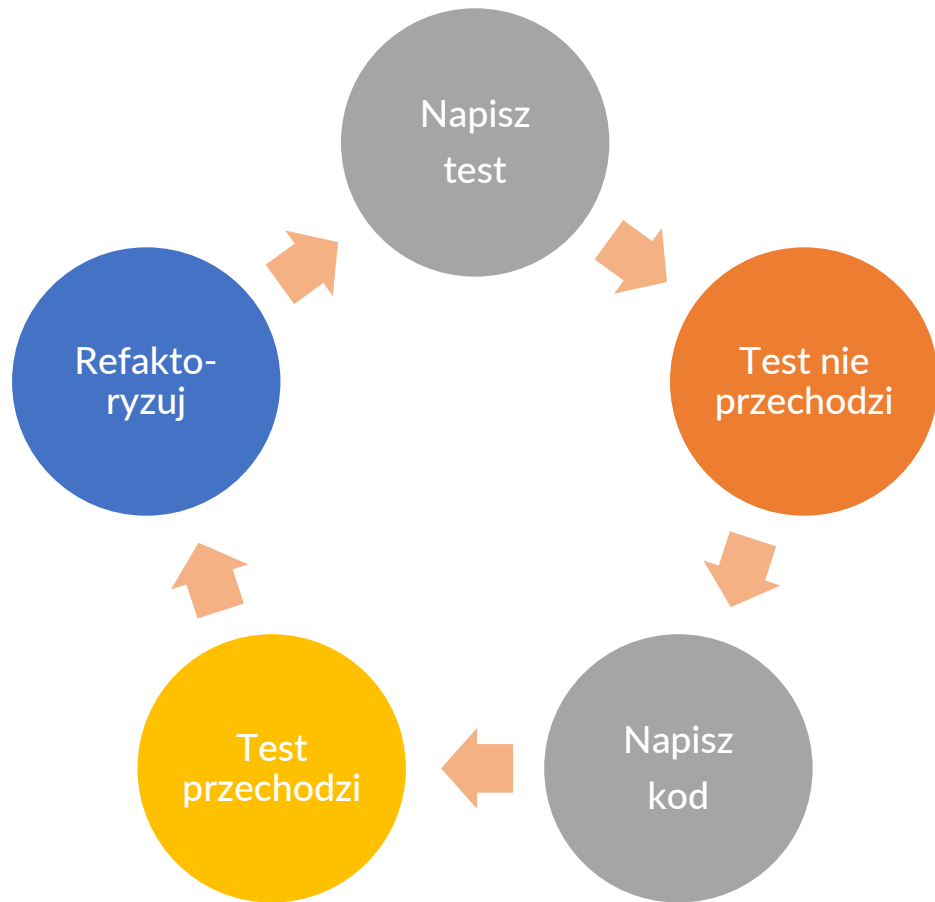 Napisz
test
Test nie
przechodzi
Napisz
kod
Test
przechodzi
Refakto-
ryzuj